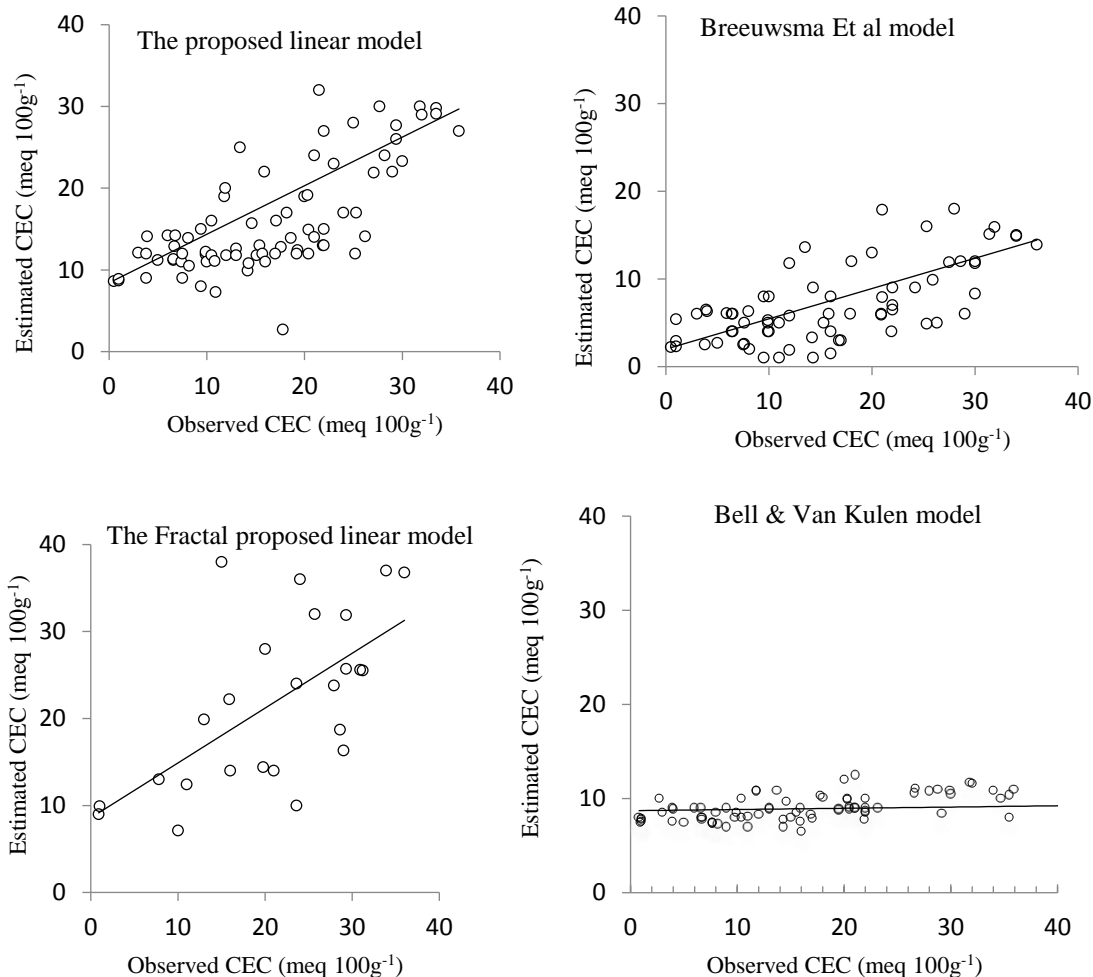 The proposed linear model
Estimated CEC (meq 100g⁻¹)
40
30
20
10
0
0 10 20 30 40
Observed CEC (meq 100g⁻¹)
Breeuwsma Et al model
Estimated CEC (meq 100g⁻¹)
40
30
20
10
0
0 10 20 30 40
Observed CEC (meq 100g⁻¹)
The Fractal proposed linear model
Estimated CEC (meq 100g⁻¹)
40
30
20
10
0
0 10 20 30 40
Observed CEC (meq 100g⁻¹)
Bell & Van Kulen model
Estimated CEC (meq 100g⁻¹)
40
30
20
10
0
0 10 20 30 40
Observed CEC (meq 100g⁻¹)